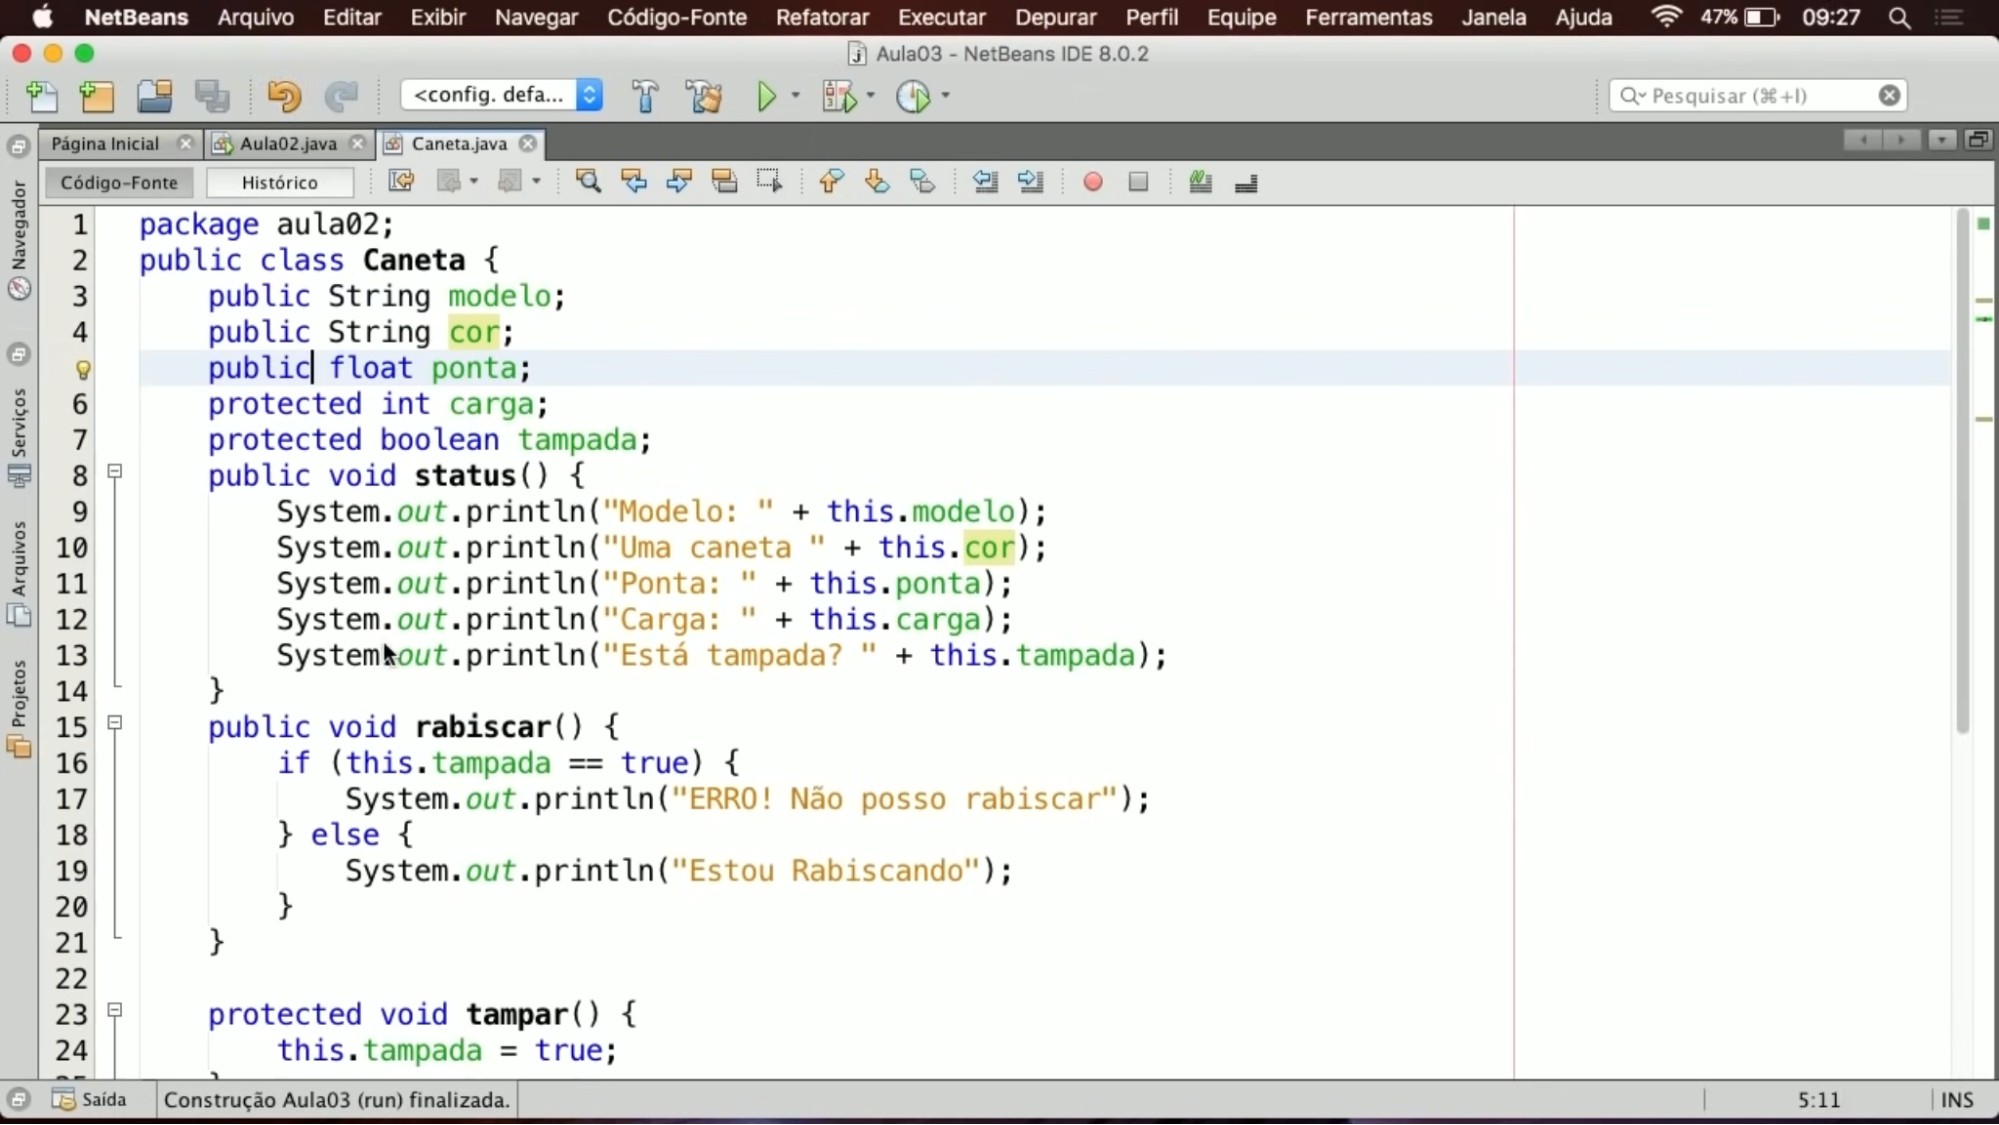 NetBeans Arquivo Editar Exibir Navegar Código-Fonte Refatorar Executar Depurar Perfil Equipe Ferramentas Janela Ajuda 47% 09:27
Aula03 - NetBeans IDE 8.0.2
<config. defa... Pesquisar (⌘+I)
Página Inicial Aula02.java Caneta.java
Código-Fonte Histórico
Navegador
Serviços
Arquivos
Projetos
1 package aula02;
2 public class Caneta {
3 public String modelo;
4 public String cor;
public float ponta;
6 protected int carga;
7 protected boolean tampada;
8 public void status() {
9 System.out.println("Modelo: " + this.modelo);
10 System.out.println("Uma caneta " + this.cor);
11 System.out.println("Ponta: " + this.ponta);
12 System.out.println("Carga: " + this.carga);
13 System.out.println("Está tampada? " + this.tampada);
14 }
15 public void rabiscar() {
16 if (this.tampada == true) {
17 System.out.println("ERRO! Não posso rabiscar");
18 } else {
19 System.out.println("Estou Rabiscando");
20 }
21 }
22
23 protected void tampar() {
24 this.tampada = true;
Saída Construção Aula03 (run) finalizada. 5:11 INS